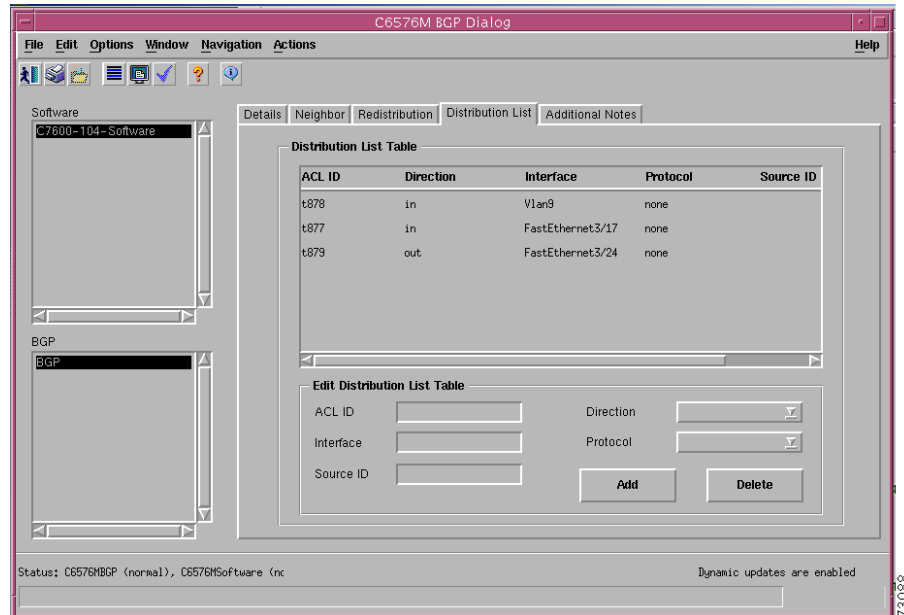 C6576M BGP Dialog
File Edit Options Window Navigation Actions Help
Software
C7600-104-Software
BGP
BGP
Details Neighbor Redistribution Distribution List Additional Notes
Distribution List Table
ACL ID Direction Interface Protocol Source ID
t878 in Vlan9 none
t877 in FastEthernet3/17 none
t879 out FastEthernet3/24 none
Edit Distribution List Table
ACL ID Direction
Interface Protocol
Source ID Add Delete
Status: C6576MBGP (normal), C6576MSoftware (nc Dynamic updates are enabled
73088